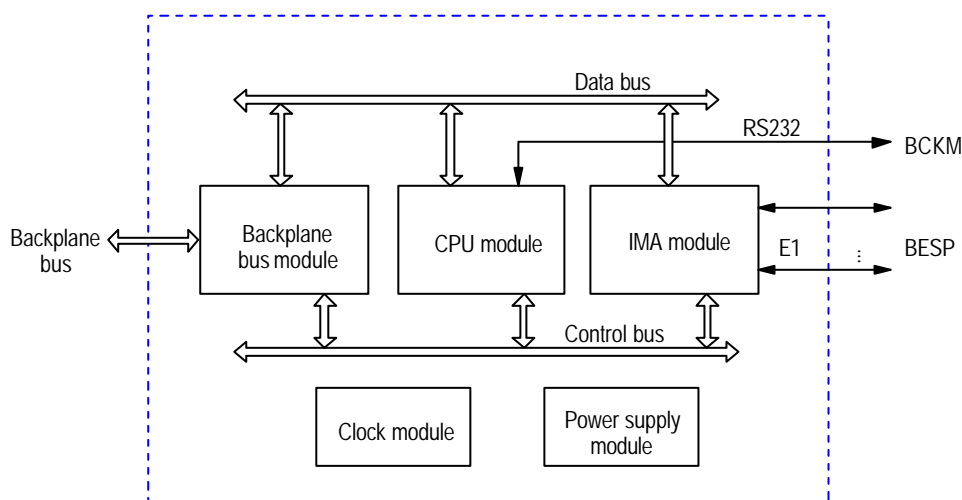 Data bus
RS232
BCKM
Backplane
bus
Backplane
bus module
CPU module
IMA module
E1
...
BESP
Control bus
Clock module
Power supply
module